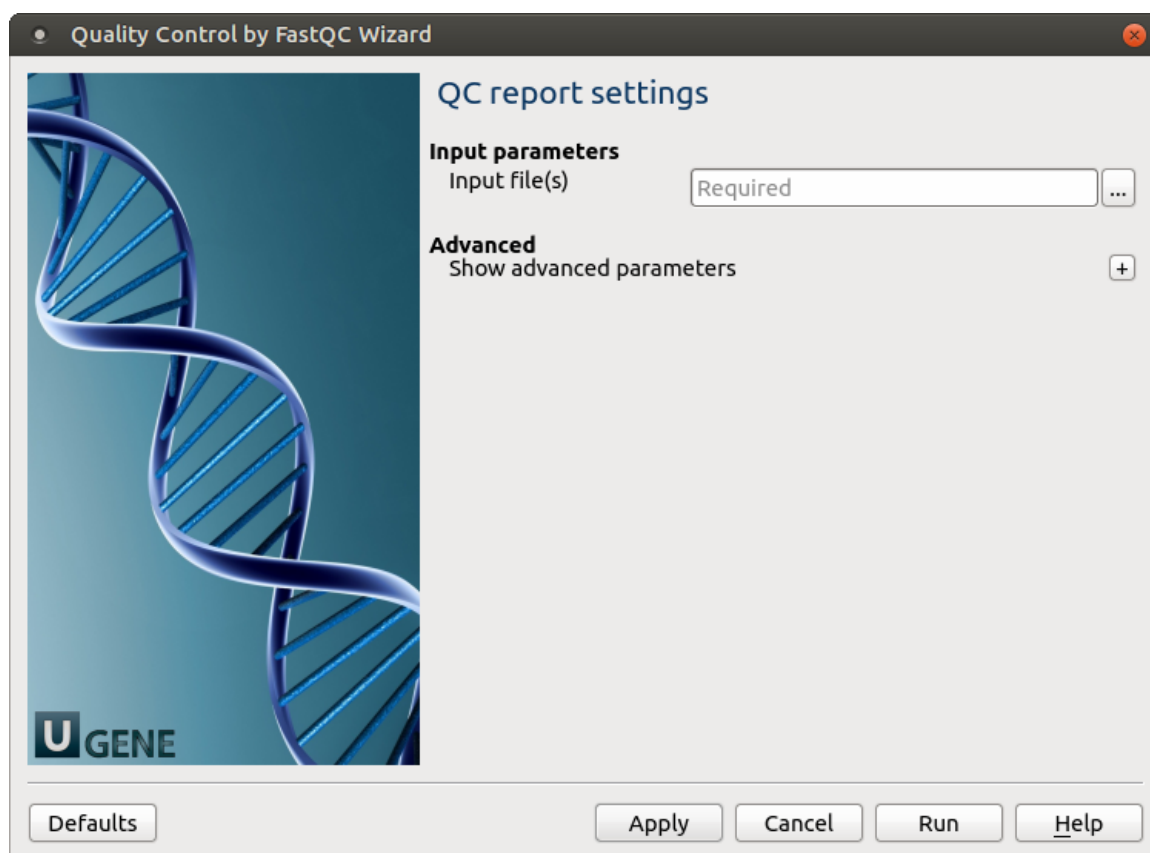 Quality Control by FastQC Wizard
QC report settings
Input parameters
Input file(s) Required ...
Advanced
Show advanced parameters +
U GENE
Defaults Apply Cancel Run Help